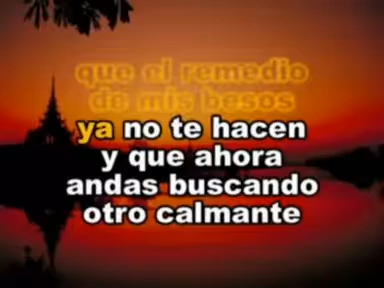 que el remedio
de mis besos
ya no te hacen
y que ahora
andas buscando
otro calmante